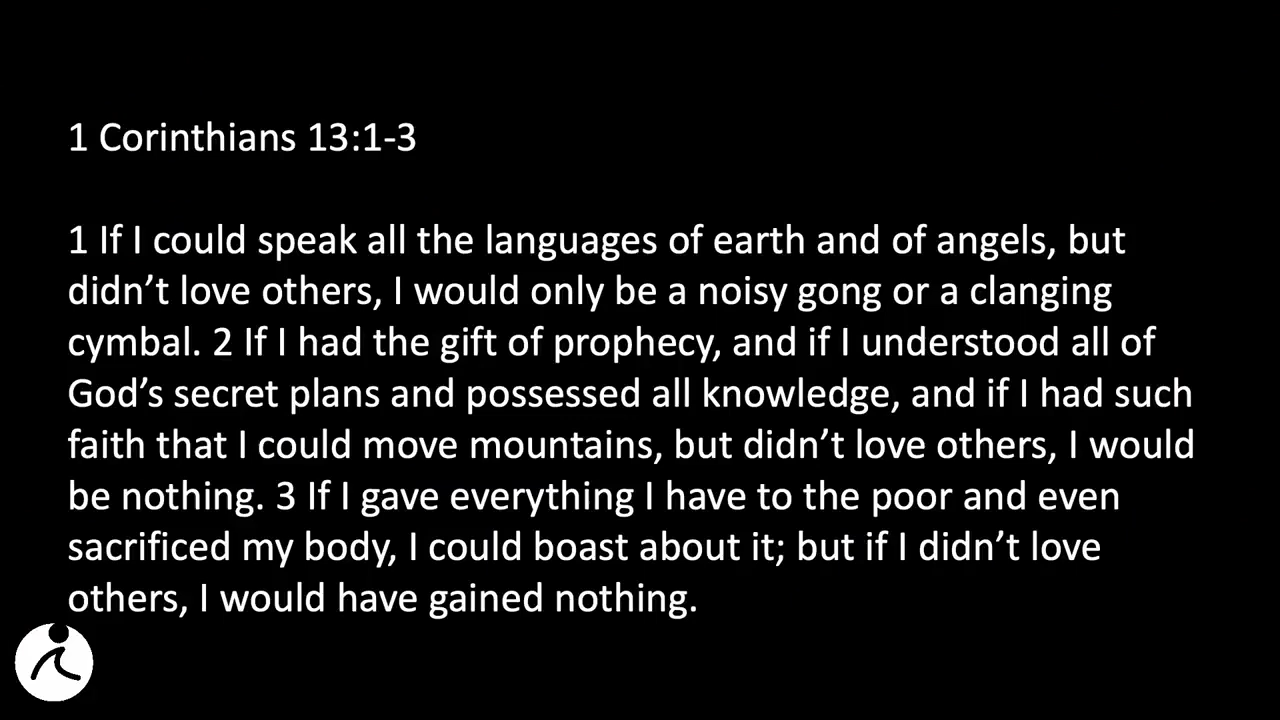 1 Corinthians 13:1-3
1 If I could speak all the languages of earth and of angels, but
didn’t love others, I would only be a noisy gong or a clanging
cymbal. 2 If I had the gift of prophecy, and if I understood all of
God’s secret plans and possessed all knowledge, and if I had such
faith that I could move mountains, but didn’t love others, I would
be nothing. 3 If I gave everything I have to the poor and even
sacrificed my body, I could boast about it; but if I didn’t love
others, I would have gained nothing.